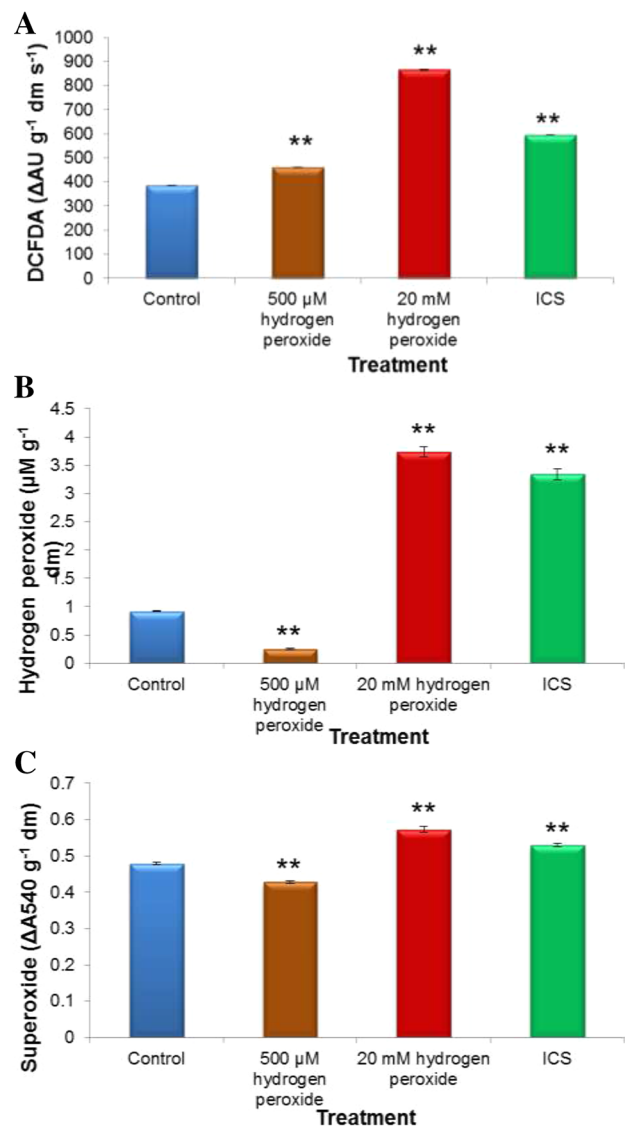 A
DCFDA (ΔAU g⁻¹ dm s⁻¹)
1000
900
800
700
600
500
400
300
200
100
0
**
**
**
Control
500 µM
hydrogen
peroxide
20 mM
hydrogen
peroxide
ICS
Treatment
B
Hydrogen peroxide (µM g⁻¹
dm)
4.5
4
3.5
3
2.5
2
1.5
1
0.5
0
**
**
**
Control
500 µM
hydrogen
peroxide
20 mM hydrogen
peroxide
ICS
Treatment
C
Superoxide (ΔA540 g⁻¹ dm)
0.7
0.6
0.5
0.4
0.3
0.2
0.1
0
**
**
**
Control
500 µM
hydrogen
peroxide
20 mM hydrogen
peroxide
ICS
Treatment